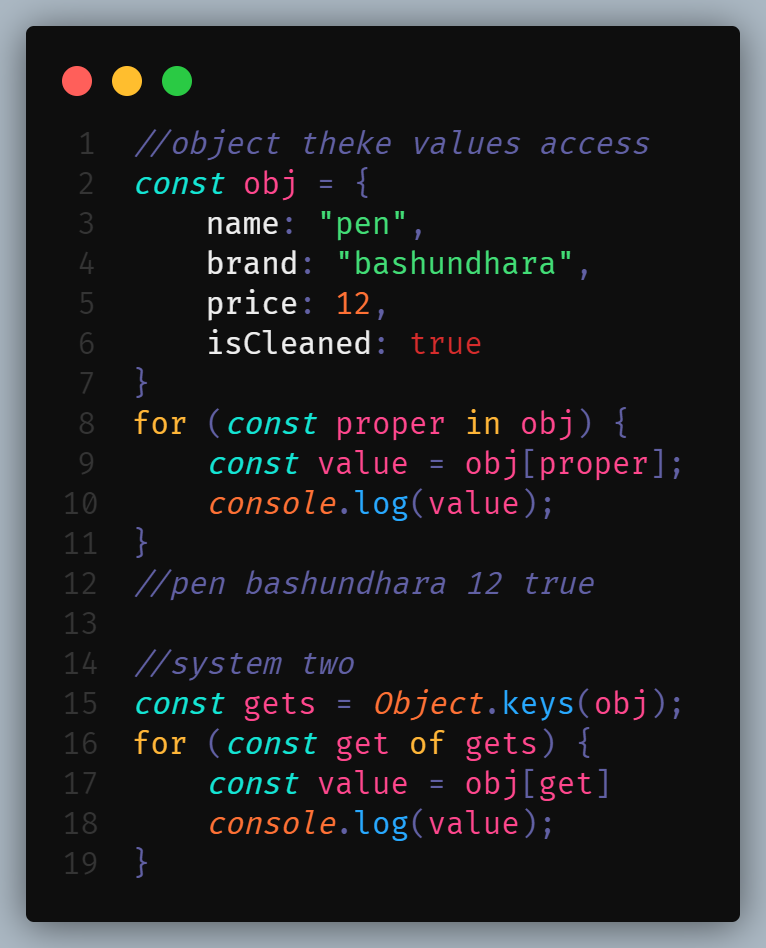 1 //object theke values access
2 const obj = {
3     name: "pen",
4     brand: "bashundhara",
5     price: 12,
6     isCleaned: true
7 }
8 for (const proper in obj) {
9     const value = obj[proper];
10     console.log(value);
11 }
12 //pen bashundhara 12 true
13
14 //system two
15 const gets = Object.keys(obj);
16 for (const get of gets) {
17     const value = obj[get]
18     console.log(value);
19 }